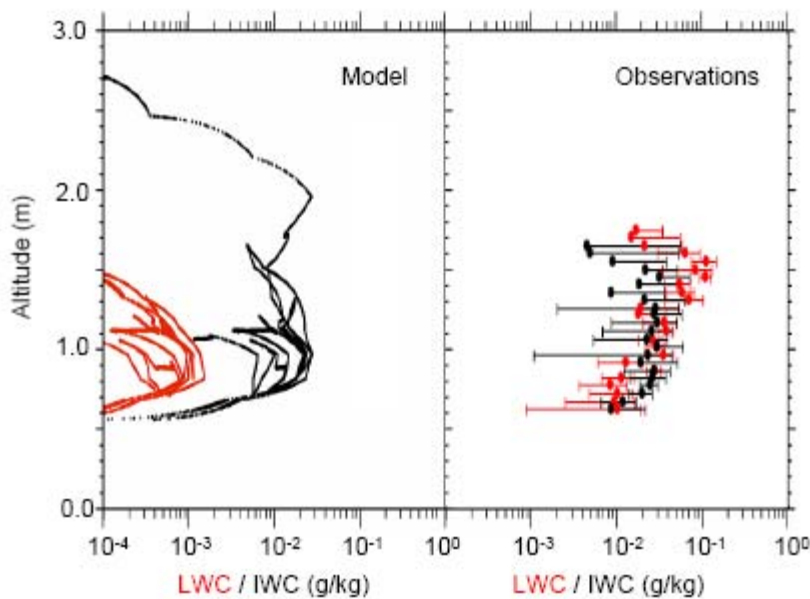 3.0
2.0
1.0
0.0
Altitude (m)
Model
Observations
10⁻⁴ 10⁻³ 10⁻² 10⁻¹ 10⁰ 10⁻³ 10⁻² 10⁻¹ 10⁰
LWC / IWC (g/kg) LWC / IWC (g/kg)